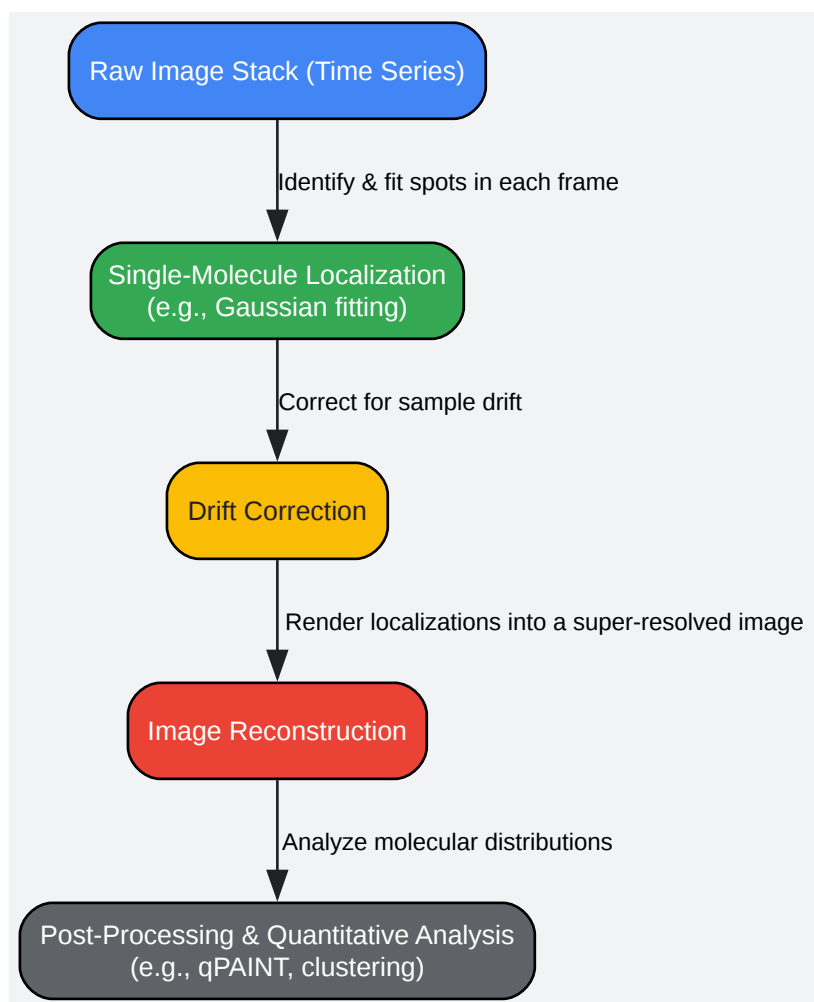 Raw Image Stack (Time Series)
Identify & fit spots in each frame
Single-Molecule Localization
(e.g., Gaussian fitting)
Correct for sample drift
Drift Correction
Render localizations into a super-resolved image
Image Reconstruction
Analyze molecular distributions
Post-Processing & Quantitative Analysis
(e.g., qPAINT, clustering)